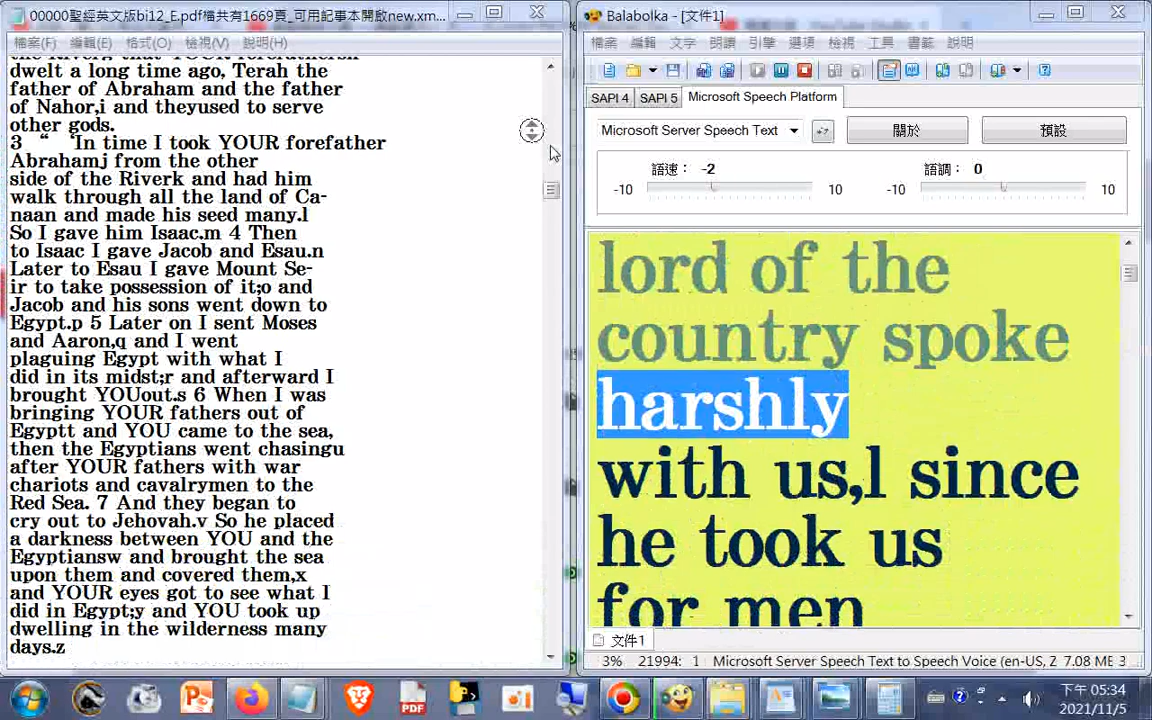 00000聖經英文版bi12_E.pdf檔共有1669頁_可用記事本開啟new.xm...
檔案(F) 編輯(E) 格式(O) 檢視(V) 說明(H)
dwelt a long time ago, Terah the
father of Abraham and the father
of Nahor,i and theyused to serve
other gods.
3 “ ‘In time I took YOUR forefather
Abrahamj from the other
side of the Riverk and had him
walk through all the land of Ca-
naan and made his seed many.l
So I gave him Isaac.m 4 Then
to Isaac I gave Jacob and Esau.n
Later to Esau I gave Mount Se-
ir to take possession of it;o and
Jacob and his sons went down to
Egypt.p 5 Later on I sent Moses
and Aaron,q and I went
plaguing Egypt with what I
did in its midst;r and afterward I
brought YOUout.s 6 When I was
bringing YOUR fathers out of
Egyptt and YOU came to the sea,
then the Egyptians went chasingu
after YOUR fathers with war
chariots and cavalrymen to the
Red Sea. 7 And they began to
cry out to Jehovah.v So he placed
a darkness between YOU and the
Egyptiansw and brought the sea
upon them and covered them,x
and YOUR eyes got to see what I
did in Egypt;y and YOU took up
dwelling in the wilderness many
days.z
Balabolka - [文件1]
檔案 編輯 文字 朗讀 引擎 選項 檢視 工具 書籤 說明
SAPI 4 SAPI 5 Microsoft Speech Platform
Microsoft Server Speech Text 關於 預設
語速： -2 語調： 0
-10 10 -10 10
lord of the
country spoke
harshly
with us,l since
he took us
for men
文件1
3% 21994: 1 Microsoft Server Speech Text to Speech Voice (en-US, Z 7.08 MB 3
PDF
下午 05:34
2021/11/5